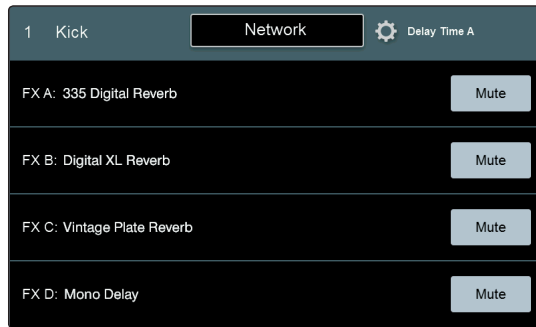 1 Kick Network Delay Time A
FX A: 335 Digital Reverb Mute
FX B: Digital XL Reverb Mute
FX C: Vintage Plate Reverb Mute
FX D: Mono Delay Mute